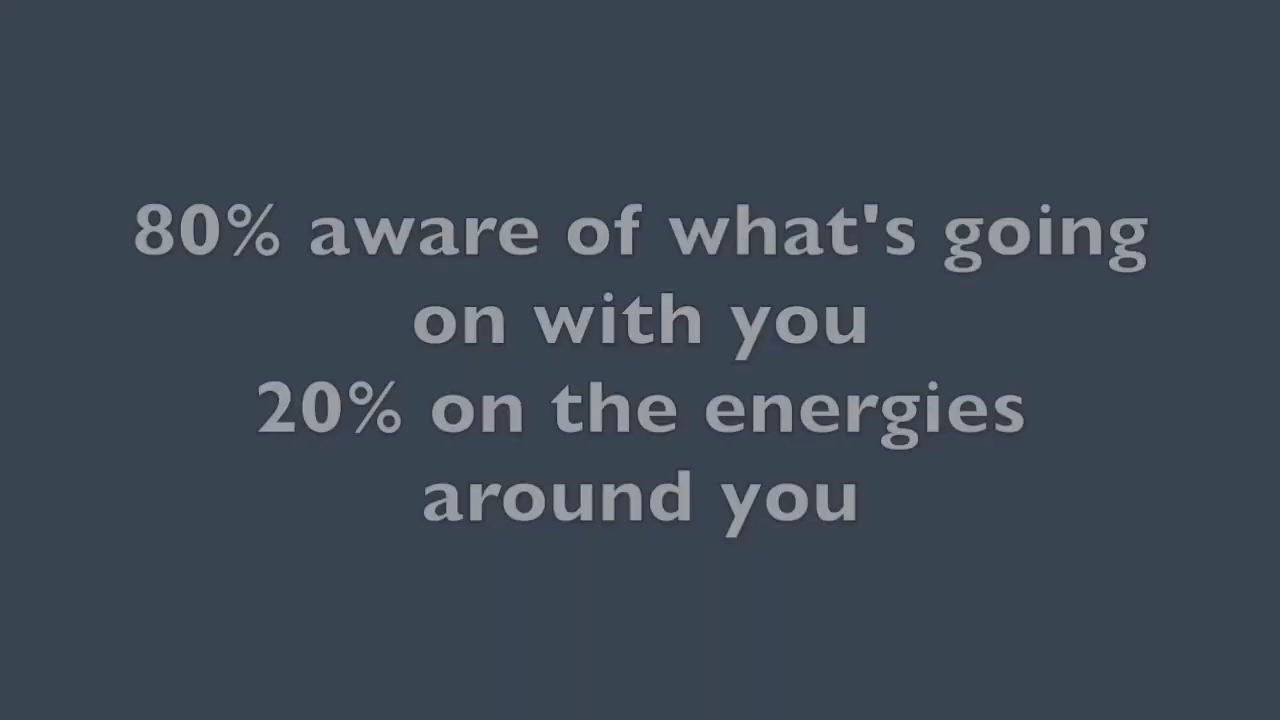 80% aware of what's going
on with you
20% on the energies
around you